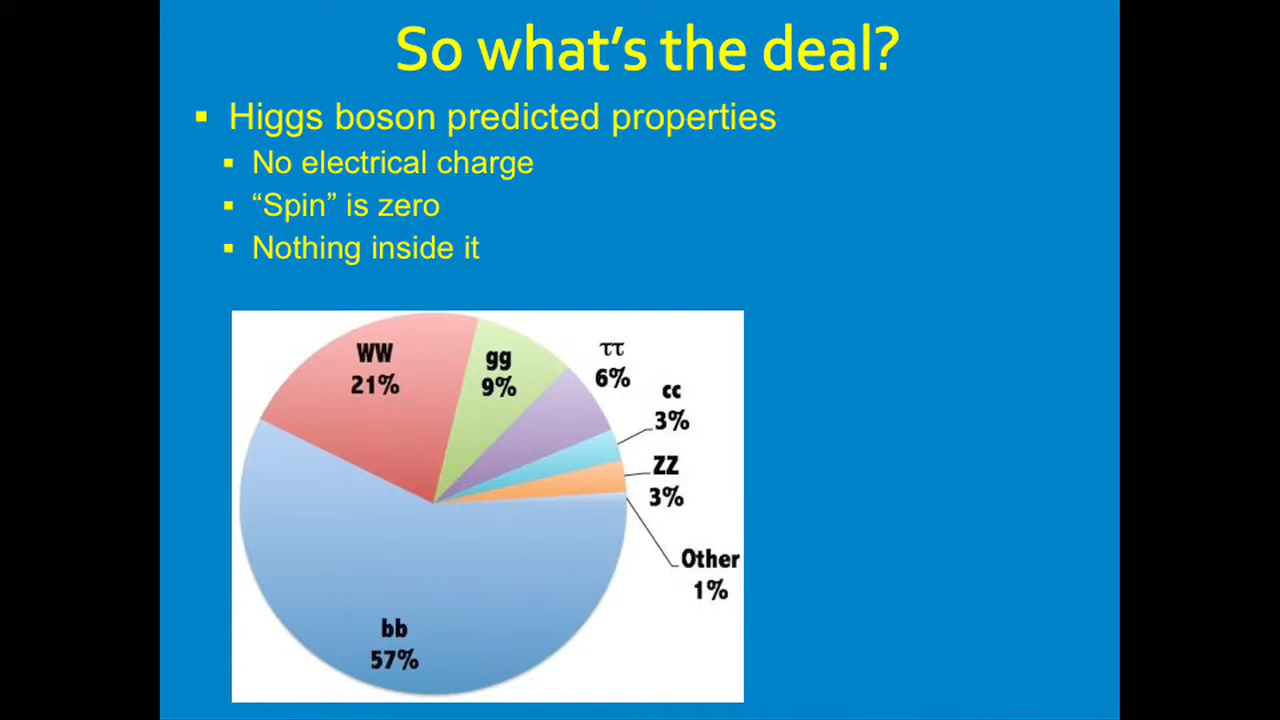 So what's the deal?
▪ Higgs boson predicted properties
▪ No electrical charge
▪ “Spin” is zero
▪ Nothing inside it
WW
21%
gg
9%
ττ
6%
cc
3%
ZZ
3%
Other
1%
bb
57%